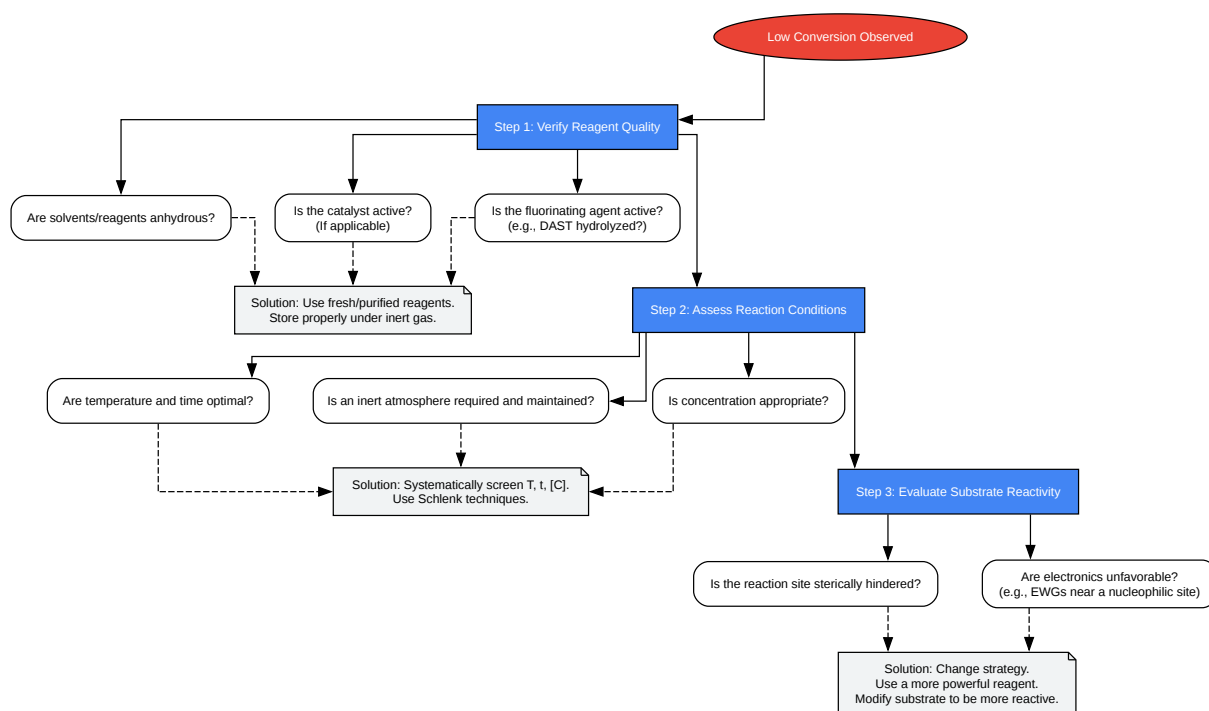 Low Conversion Observed
Step 1: Verify Reagent Quality
Are solvents/reagents anhydrous?
Is the catalyst active?
(If applicable)
Is the fluorinating agent active?
(e.g., DAST hydrolyzed?)
Solution: Use fresh/purified reagents.
Store properly under inert gas.
Step 2: Assess Reaction Conditions
Are temperature and time optimal?
Is an inert atmosphere required and maintained?
Is concentration appropriate?
Solution: Systematically screen T, t, [C].
Use Schlenk techniques.
Step 3: Evaluate Substrate Reactivity
Is the reaction site sterically hindered?
Are electronics unfavorable?
(e.g., EWGs near a nucleophilic site)
Solution: Change strategy.
Use a more powerful reagent.
Modify substrate to be more reactive.